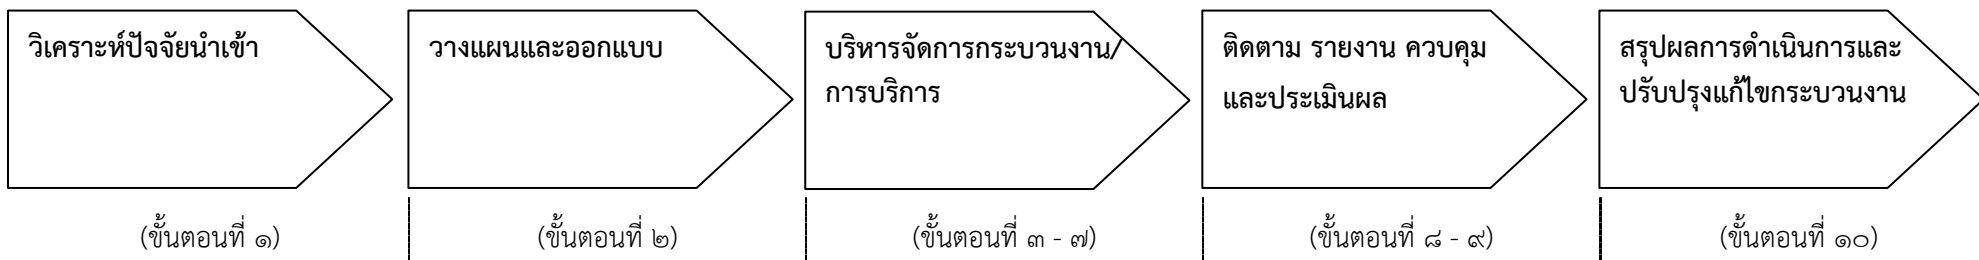 วิเคราะห์ปัจจัยนำเข้า
วางแผนและออกแบบ
บริหารจัดการกระบวนงาน/
การบริการ
ติดตาม รายงาน ควบคุม
และประเมินผล
สรุปผลการดำเนินการและ
ปรับปรุงแก้ไขกระบวนงาน
(ขั้นตอนที่ ๑)
(ขั้นตอนที่ ๒)
(ขั้นตอนที่ ๓ - ๗)
(ขั้นตอนที่ ๘ - ๙)
(ขั้นตอนที่ ๑๐)